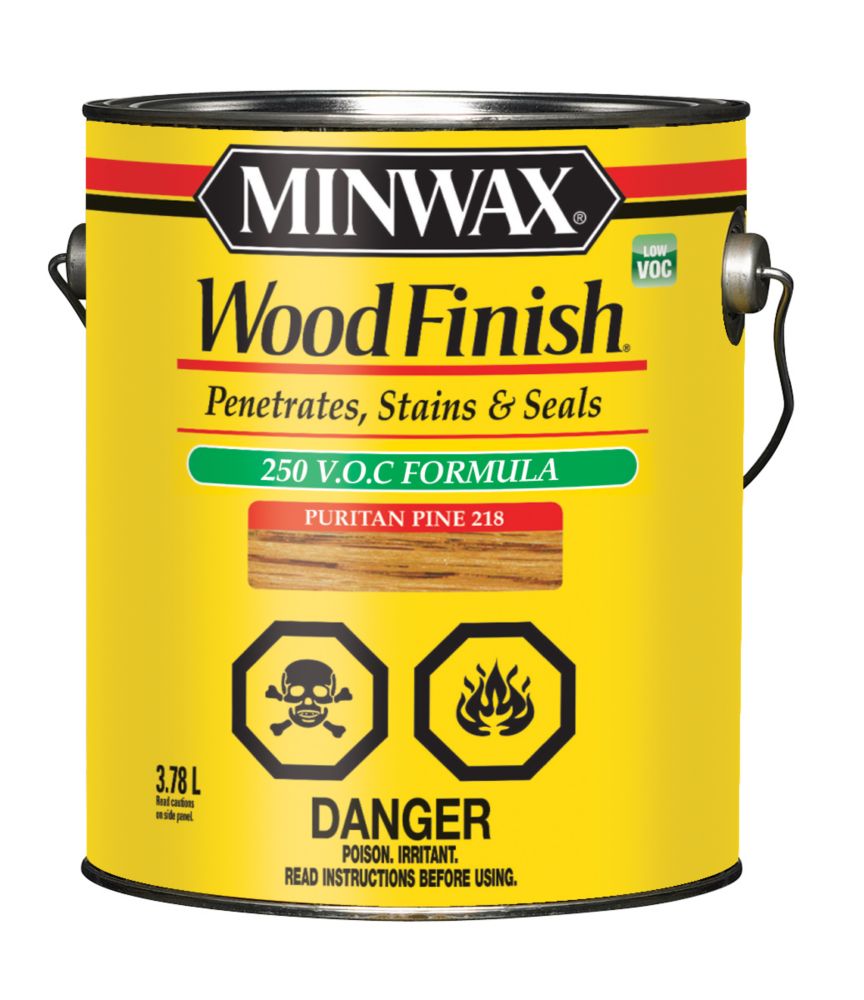 MINWAX®
LOW
VOC
Wood Finish®
Penetrates, Stains & Seals
250 V.O.C FORMULA
PURITAN PINE 218
3.78 L
Read cautions
on side panel.
DANGER
POISON. IRRITANT.
READ INSTRUCTIONS BEFORE USING.